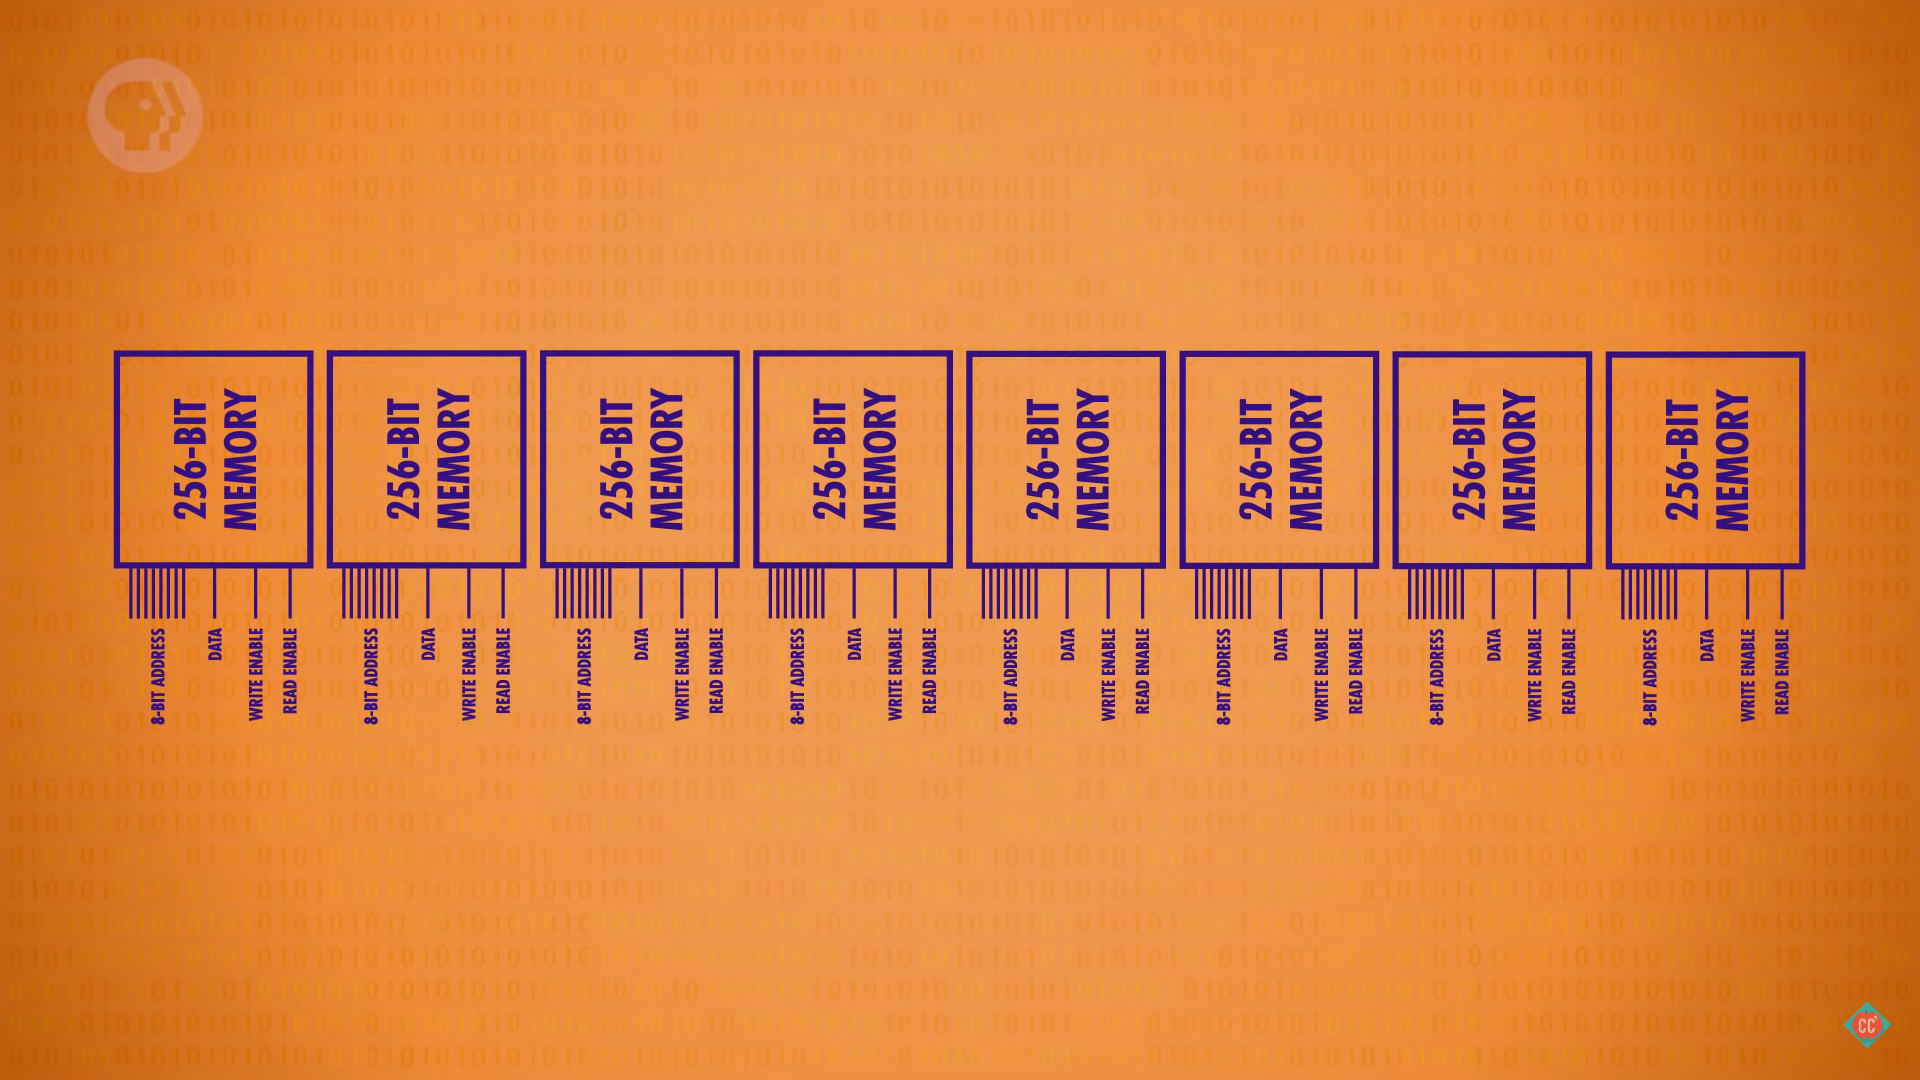 256-BIT
MEMORY
256-BIT
MEMORY
256-BIT
MEMORY
256-BIT
MEMORY
256-BIT
MEMORY
256-BIT
MEMORY
256-BIT
MEMORY
256-BIT
MEMORY
8-BIT ADDRESS
DATA
WRITE ENABLE
READ ENABLE
8-BIT ADDRESS
DATA
WRITE ENABLE
READ ENABLE
8-BIT ADDRESS
DATA
WRITE ENABLE
READ ENABLE
8-BIT ADDRESS
DATA
WRITE ENABLE
READ ENABLE
8-BIT ADDRESS
DATA
WRITE ENABLE
READ ENABLE
8-BIT ADDRESS
DATA
WRITE ENABLE
READ ENABLE
8-BIT ADDRESS
DATA
WRITE ENABLE
READ ENABLE
8-BIT ADDRESS
DATA
WRITE ENABLE
READ ENABLE
CC